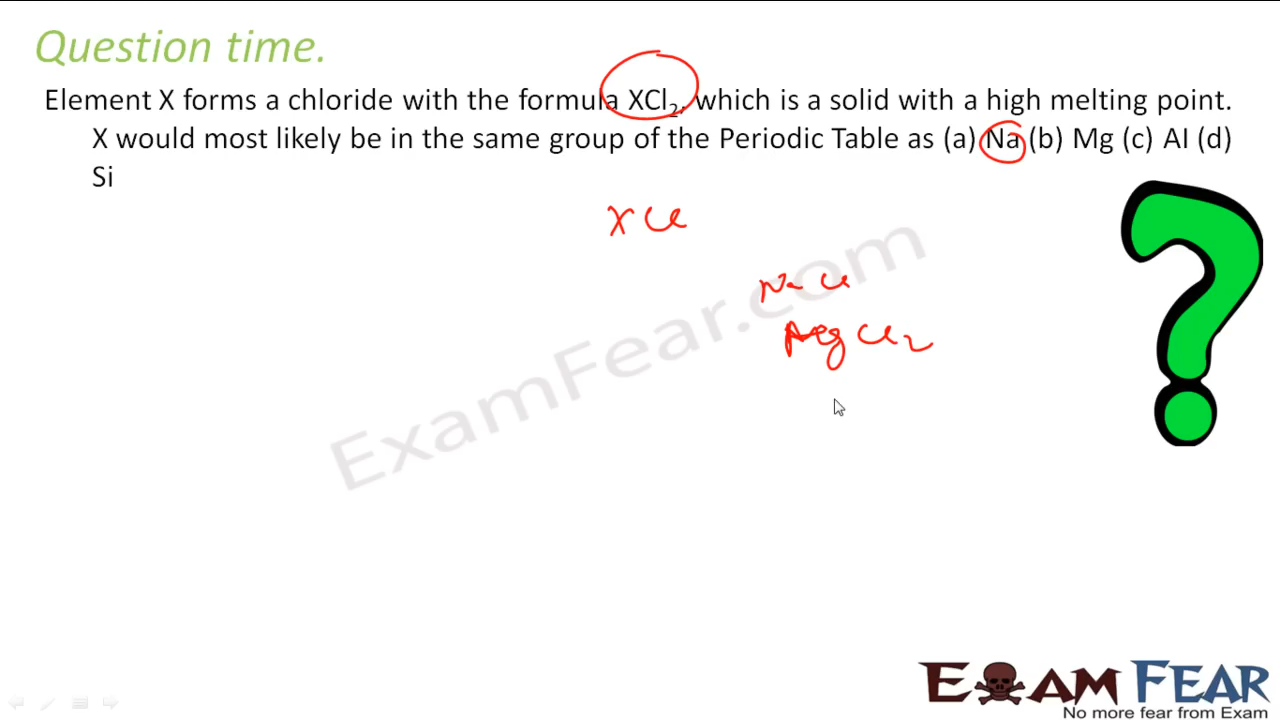 Question time.
Element X forms a chloride with the formula XCl₂, which is a solid with a high melting point.
X would most likely be in the same group of the Periodic Table as (a) Na (b) Mg (c) AI (d)
Si
X Cl
Na Cl
Mg Cl2
ExamFear.com
EXAM FEAR
No more fear from Exam